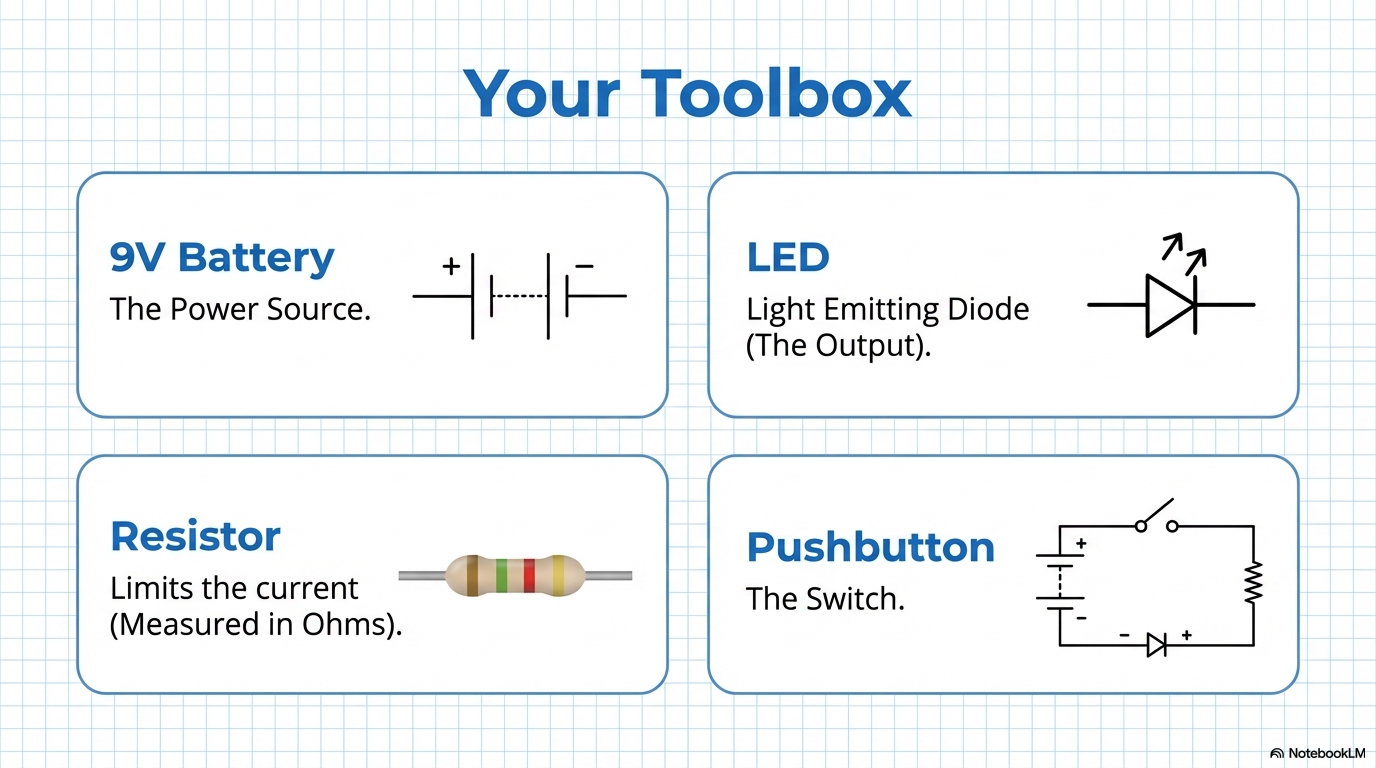 Your Toolbox
9V Battery
The Power Source.
+ −
LED
Light Emitting Diode
(The Output).
Resistor
Limits the current
(Measured in Ohms).
Pushbutton
The Switch.
+
−
− +
NotebookLM